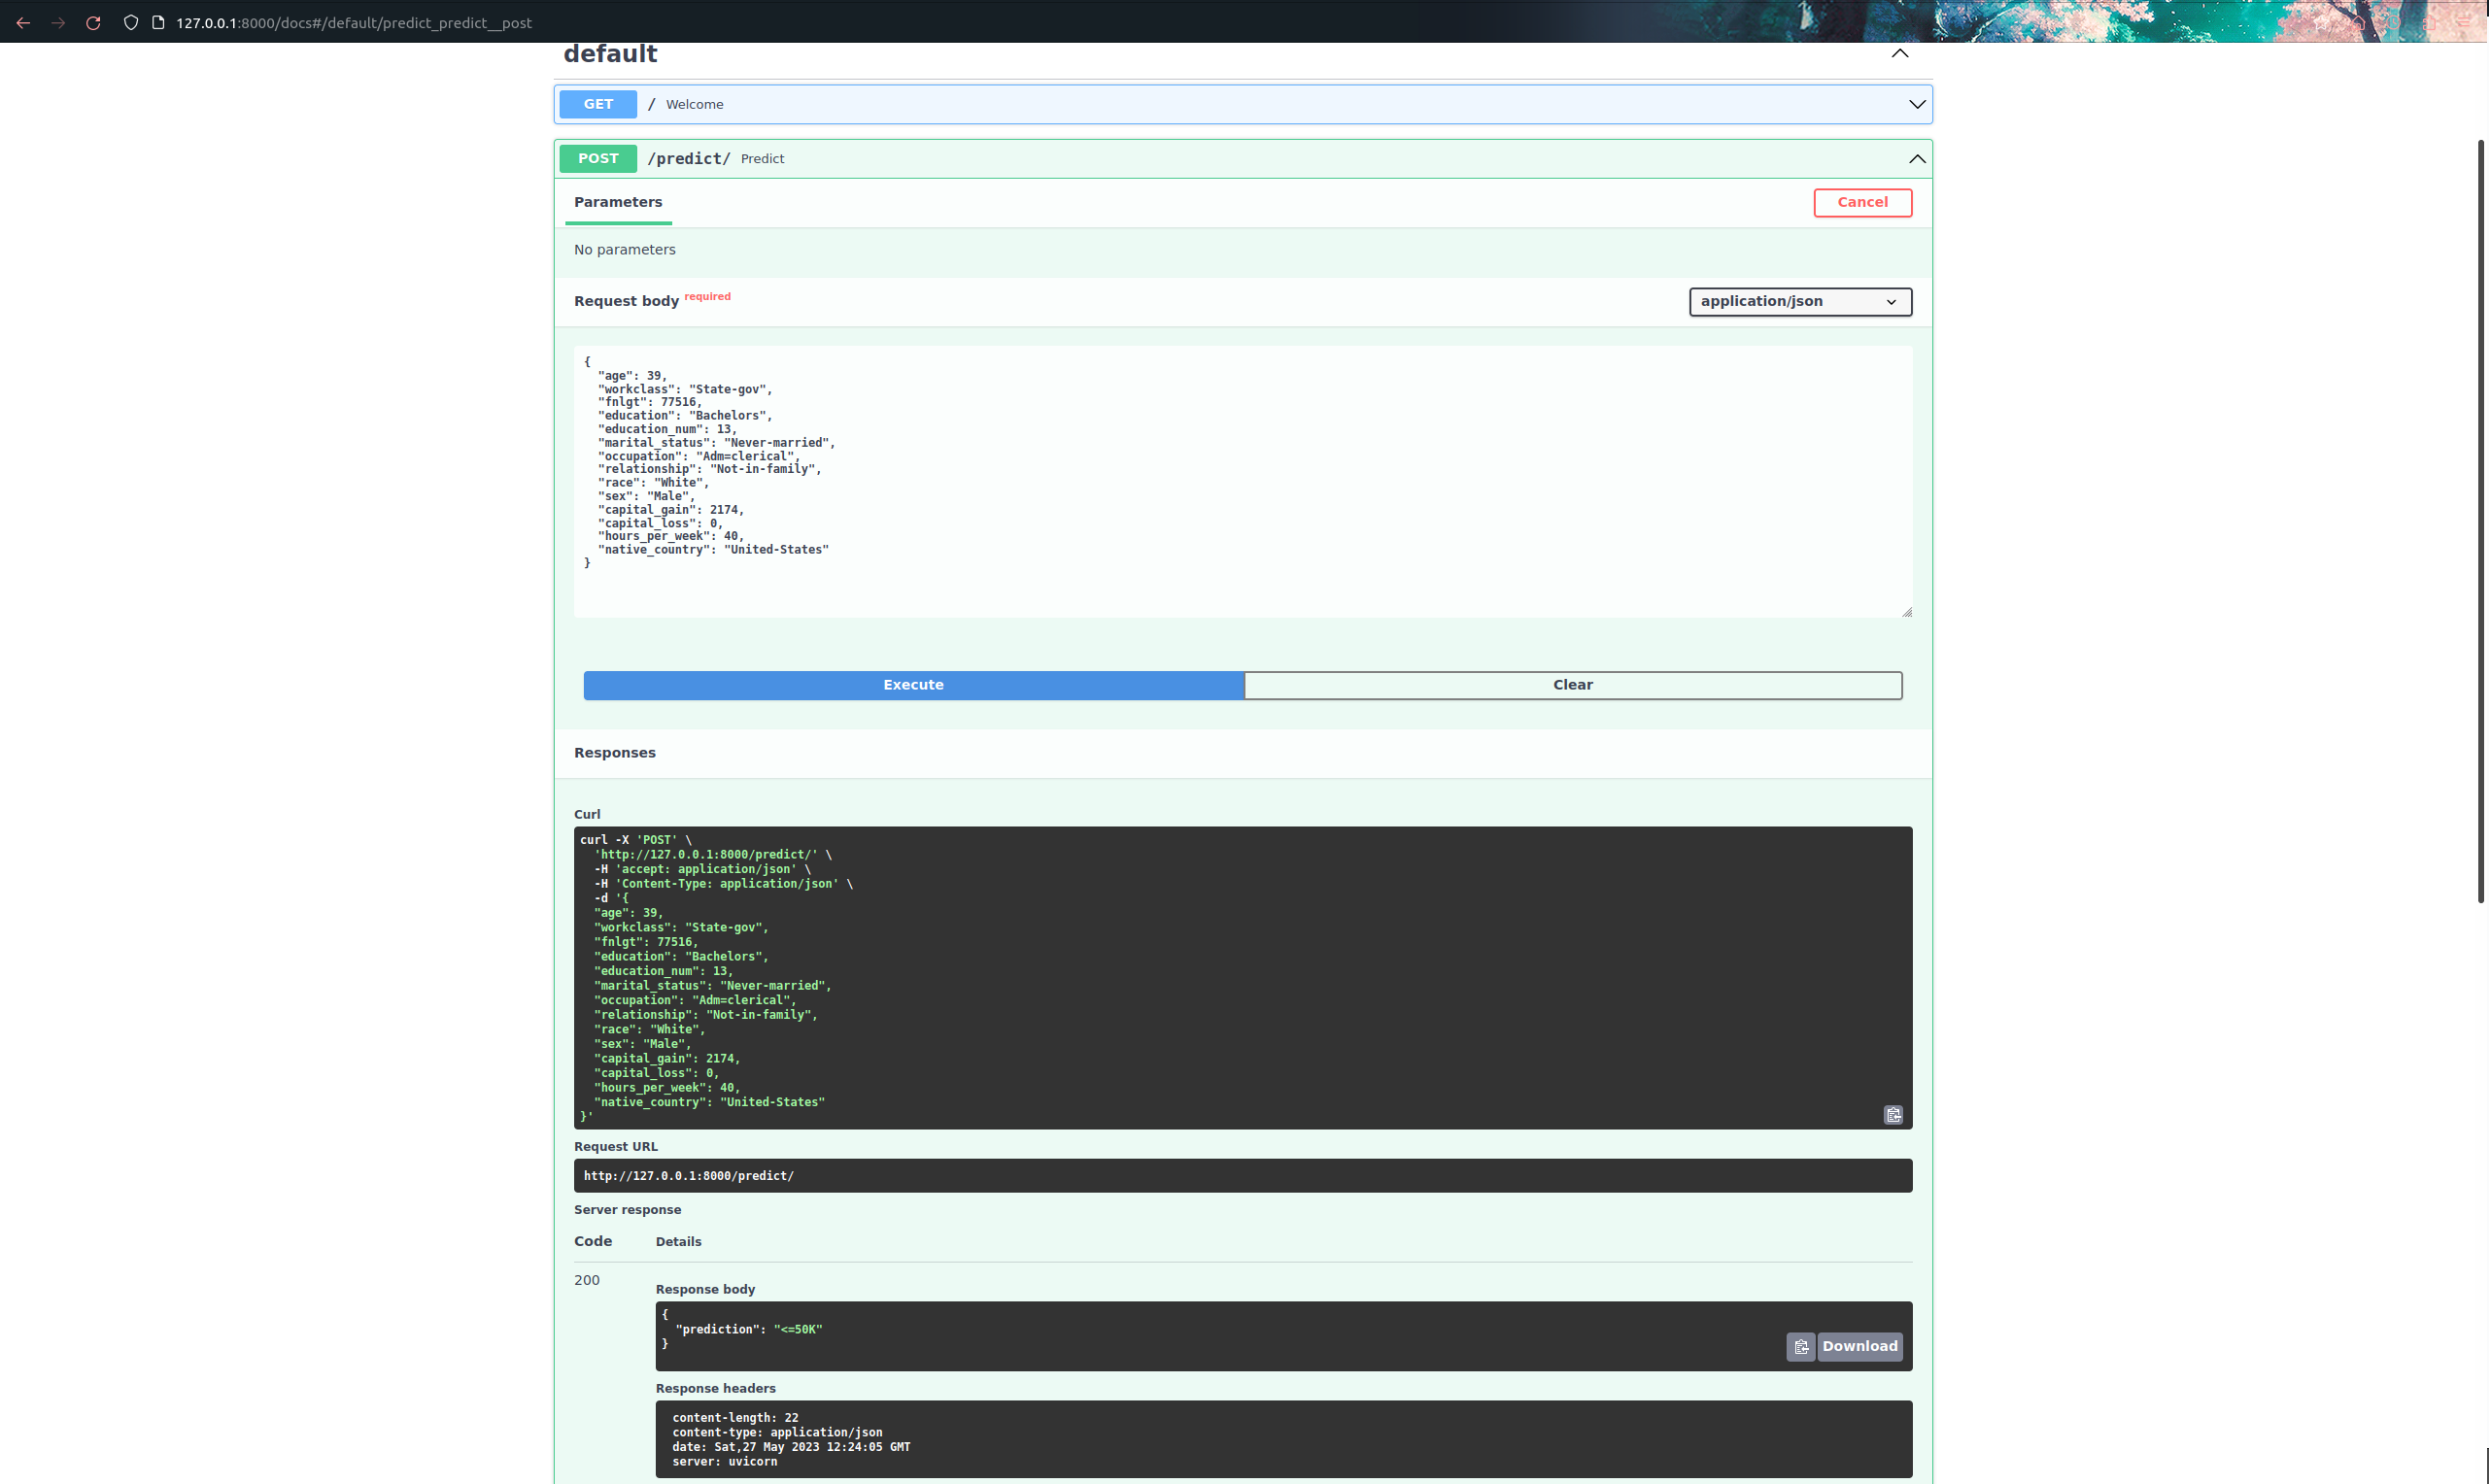 127.0.0.1:8000/docs#/default/predict_predict__post
default
GET / Welcome
POST /predict/ Predict
Parameters
Cancel
No parameters
Request body required
application/json
{
  "age": 39,
  "workclass": "State-gov",
  "fnlgt": 77516,
  "education": "Bachelors",
  "education_num": 13,
  "marital_status": "Never-married",
  "occupation": "Adm=clerical",
  "relationship": "Not-in-family",
  "race": "White",
  "sex": "Male",
  "capital_gain": 2174,
  "capital_loss": 0,
  "hours_per_week": 40,
  "native_country": "United-States"
}
Execute
Clear
Responses
Curl
curl -X 'POST' \
  'http://127.0.0.1:8000/predict/' \
  -H 'accept: application/json' \
  -H 'Content-Type: application/json' \
  -d '{
  "age": 39,
  "workclass": "State-gov",
  "fnlgt": 77516,
  "education": "Bachelors",
  "education_num": 13,
  "marital_status": "Never-married",
  "occupation": "Adm=clerical",
  "relationship": "Not-in-family",
  "race": "White",
  "sex": "Male",
  "capital_gain": 2174,
  "capital_loss": 0,
  "hours_per_week": 40,
  "native_country": "United-States"
}'
Request URL
http://127.0.0.1:8000/predict/
Server response
Code Details
200
Response body
{
  "prediction": "<=50K"
}
Download
Response headers
content-length: 22
content-type: application/json
date: Sat,27 May 2023 12:24:05 GMT
server: uvicorn